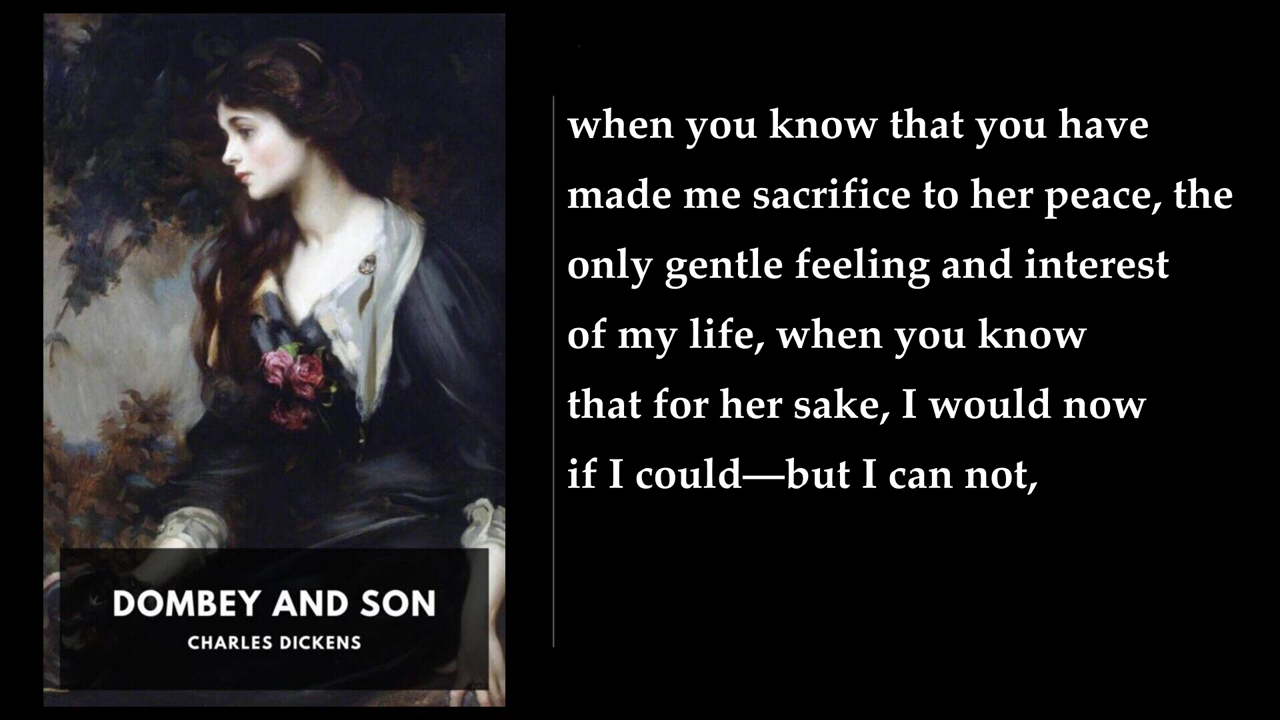 DOMBEY AND SON
CHARLES DICKENS
when you know that you have
made me sacrifice to her peace, the
only gentle feeling and interest
of my life, when you know
that for her sake, I would now
if I could—but I can not,